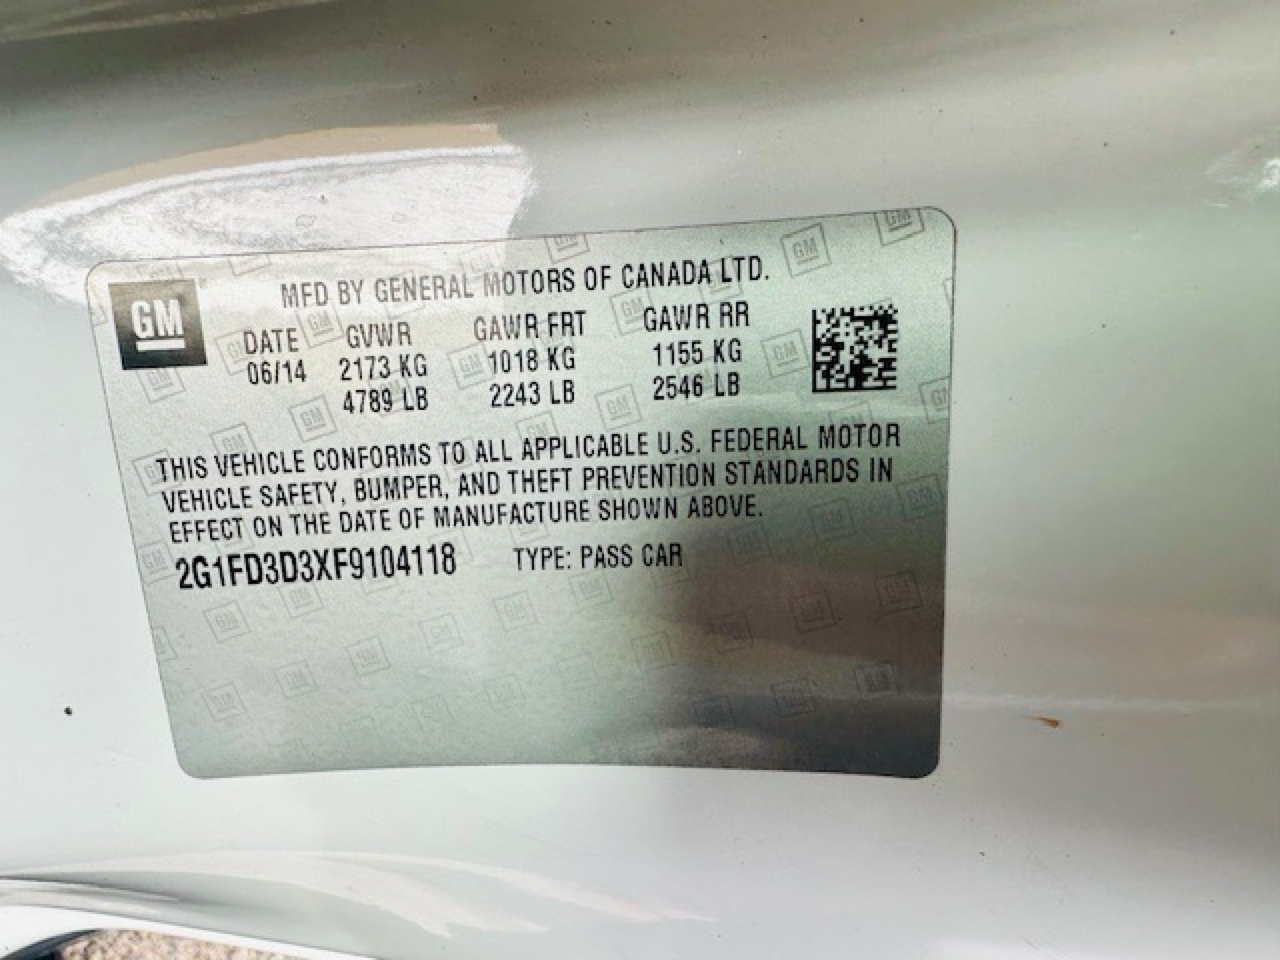 GM
MFD BY GENERAL MOTORS OF CANADA LTD.
DATE GVWR GAWR FRT GAWR RR
06/14 2173 KG 1018 KG 1155 KG
4789 LB 2243 LB 2546 LB
THIS VEHICLE CONFORMS TO ALL APPLICABLE U.S. FEDERAL MOTOR
VEHICLE SAFETY, BUMPER, AND THEFT PREVENTION STANDARDS IN
EFFECT ON THE DATE OF MANUFACTURE SHOWN ABOVE.
2G1FD3D3XF9104118 TYPE: PASS CAR